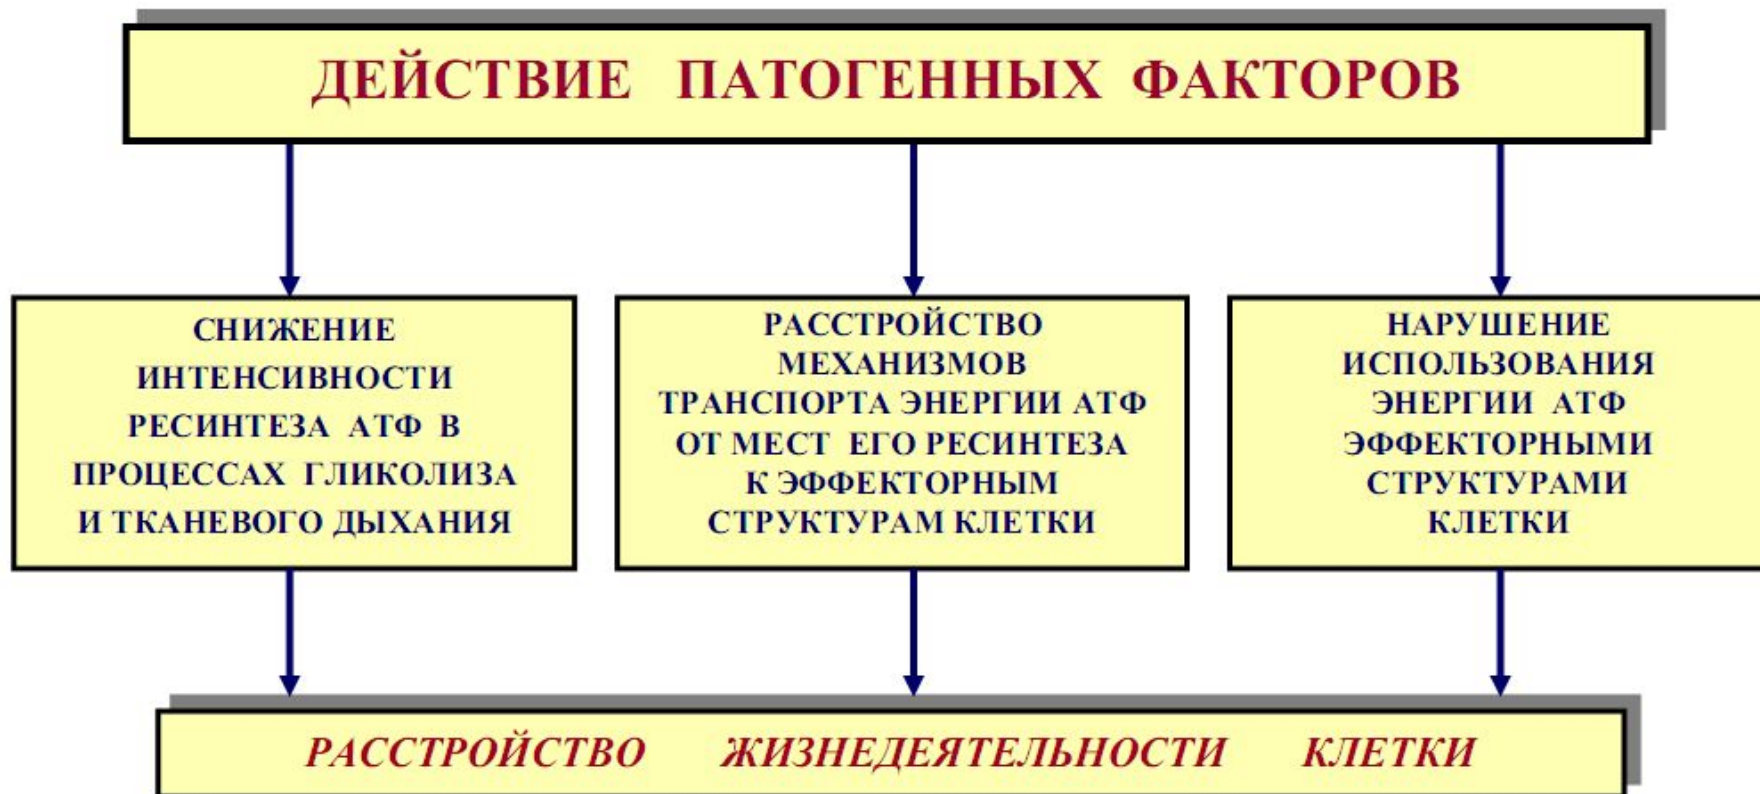 ДЕЙСТВИЕ ПАТОГЕННЫХ ФАКТОРОВ
СНИЖЕНИЕ
ИНТЕНСИВНОСТИ
РЕСИНТЕЗА АТФ В
ПРОЦЕССАХ ГЛИКОЛИЗА
И ТКАНЕВОГО ДЫХАНИЯ
РАССТРОЙСТВО
МЕХАНИЗМОВ
ТРАНСПОРТА ЭНЕРГИИ АТФ
ОТ МЕСТ ЕГО РЕСИНТЕЗА
К ЭФФЕКТОРНЫМ
СТРУКТУРАМ КЛЕТКИ
НАРУШЕНИЕ
ИСПОЛЬЗОВАНИЯ
ЭНЕРГИИ АТФ
ЭФФЕКТОРНЫМИ
СТРУКТУРАМИ
КЛЕТКИ
РАССТРОЙСТВО ЖИЗНЕДЕЯТЕЛЬНОСТИ КЛЕТКИ